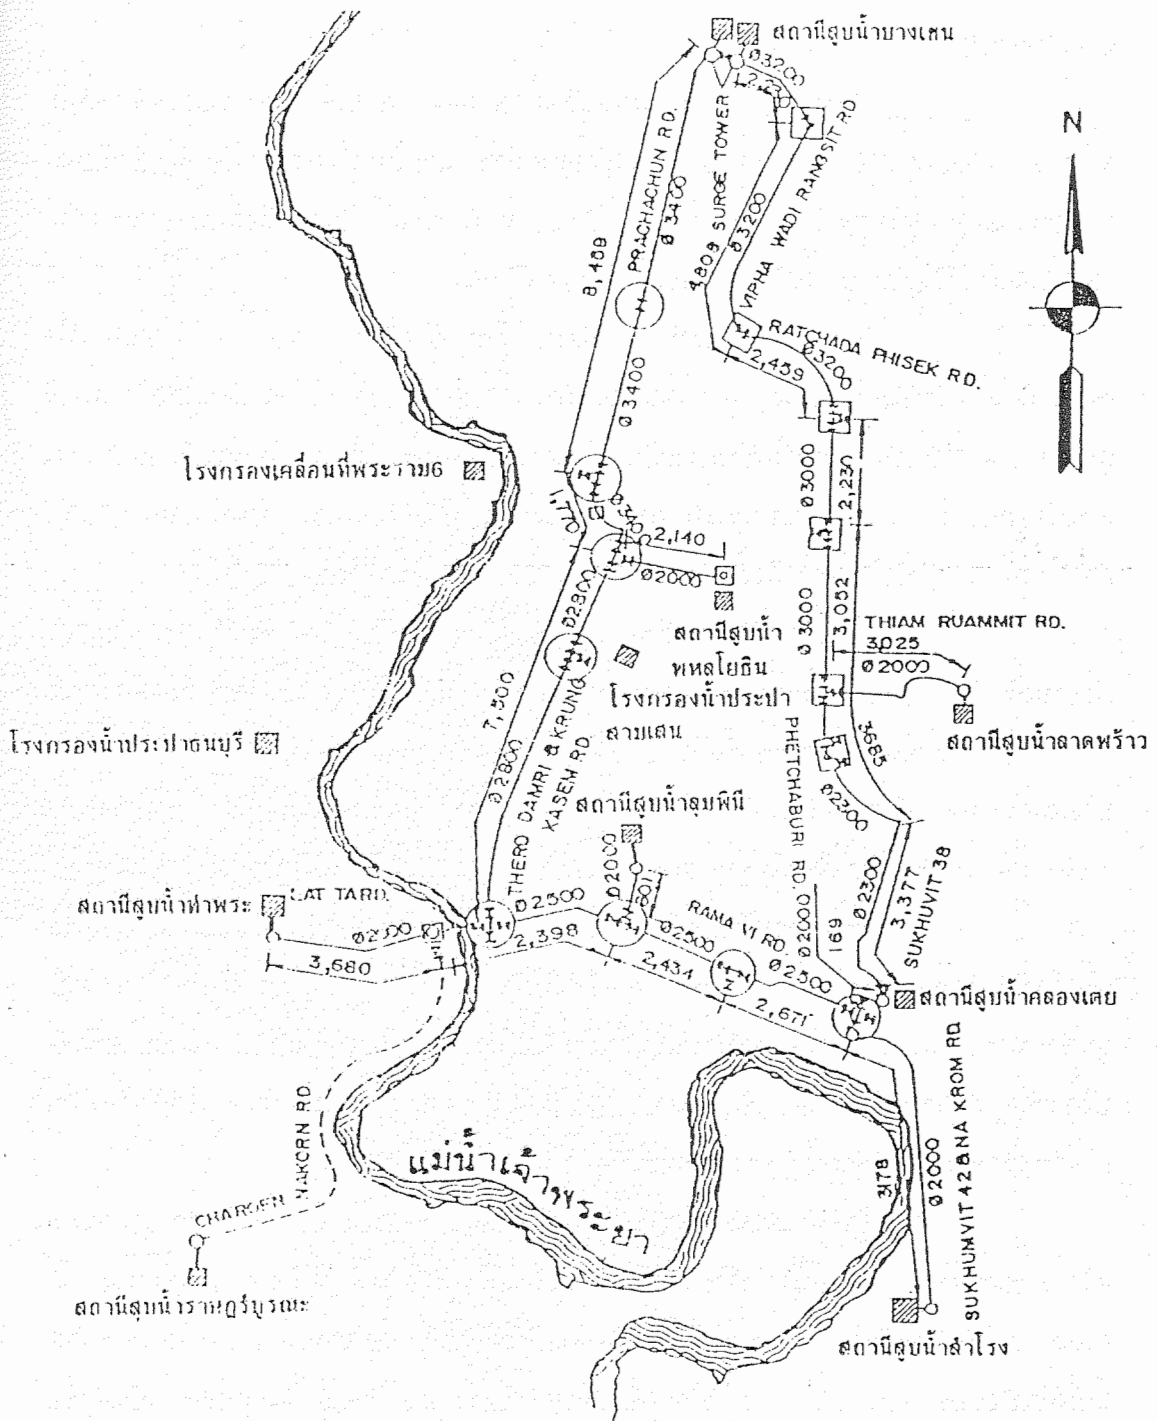 สถานีสูบน้ำบางเขน
Ø3200
N
PRACHACHUN RD.
Ø 3400
SURGE TOWER
4809
Ø3200
VIPHA WADI RANGSIT RD
8,489
RATCHADA PHISEK RD.
Ø3200
2,459
Ø3400
โรงกรองเคลื่อนที่พระราม6
Ø3000
2,230
1,770
2,140
Ø2000
Ø2800
สถานีสูบน้ำ
พหลโยธิน
Ø3000
3,052
THIAM RUAMMIT RD.
3,025
Ø2000
โรงกรองน้ำประปา
สามเสน
โรงกรองน้ำประปาธนบุรี
สถานีสูบน้ำลาดพร้าว
7,500
Ø2800
THERD DAMRI & KRUNG
KASEM RD.
PHETCHABURI RD.
3,685
Ø2300
สถานีสูบน้ำลุมพินี
Ø2000
1,001
สถานีสูบน้ำท่าพระ
LAT YA RD.
Ø2000
3,680
Ø2500
2,398
Ø2500
2,434
RAMA VI RD.
Ø2500
2,671
Ø2000
169
Ø2300
3,377
SUKHUVIT 38
สถานีสูบน้ำคลองเตย
CHAROEN NAKORN RD
แม่น้ำเจ้าพระยา
3178
Ø2000
SUKHUMVIT 42 & NA KROM RD
สถานีสูบน้ำราษฎร์บูรณะ
สถานีสูบน้ำสำโรง